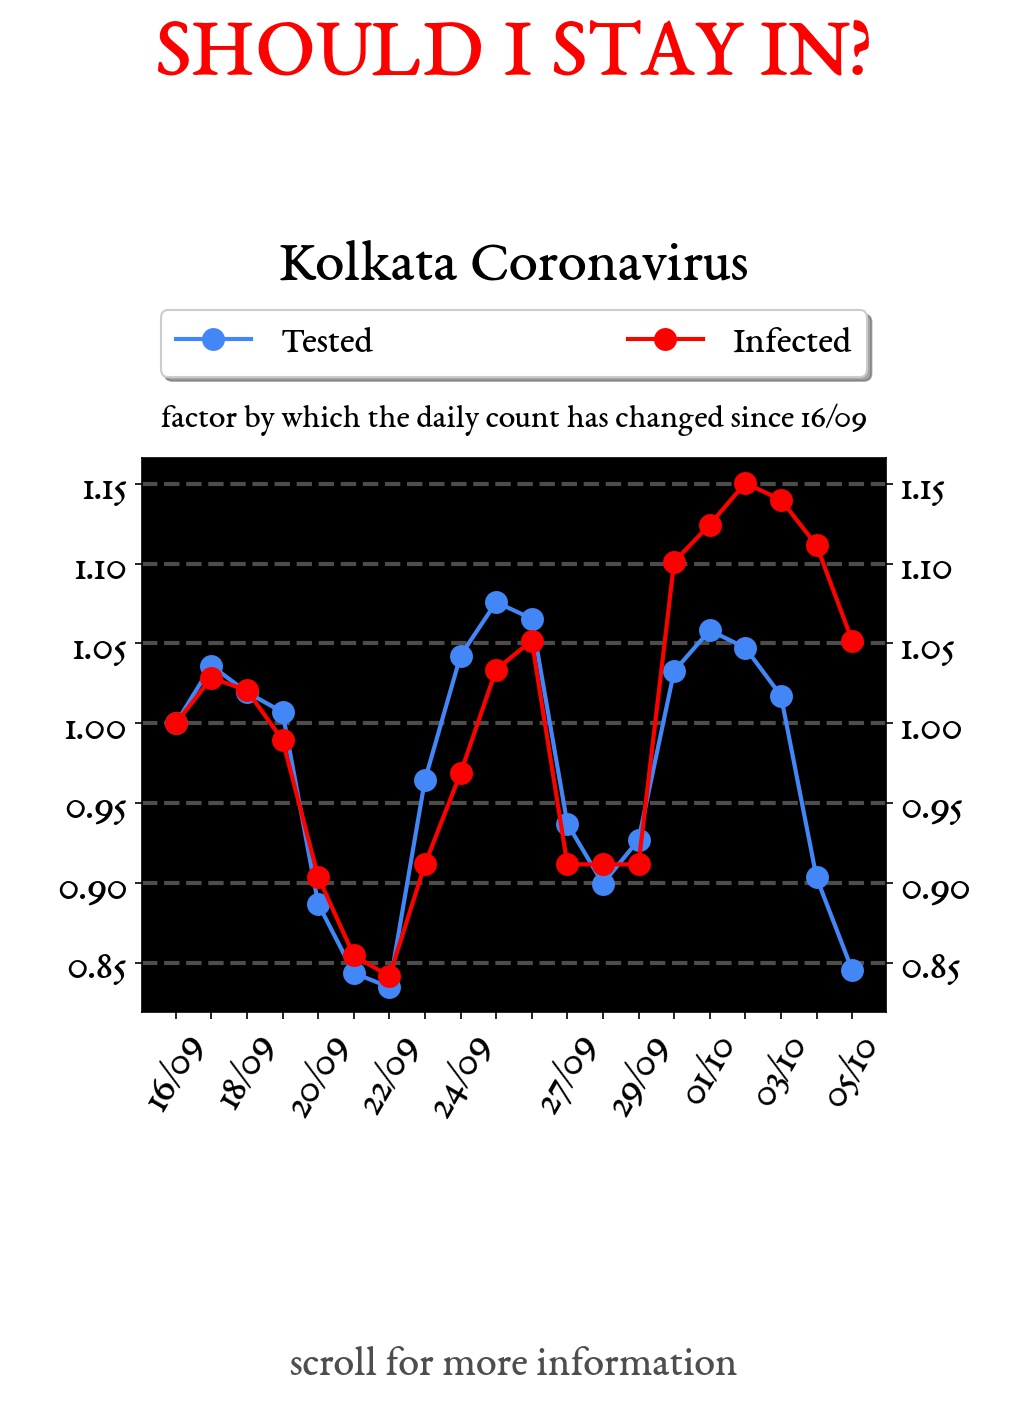 SHOULD I STAY IN?
Kolkata Coronavirus
Tested Infected
factor by which the daily count has changed since 16/09
1.15 1.15
1.10 1.10
1.05 1.05
1.00 1.00
0.95 0.95
0.90 0.90
0.85 0.85
16/09 18/09 20/09 22/09 24/09 27/09 29/09 01/10 03/10 05/10
scroll for more information